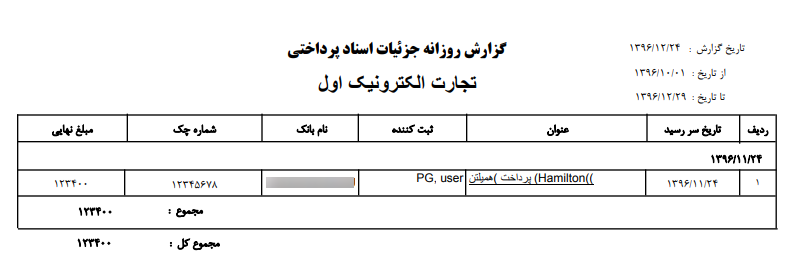 گزارش روزانه جزئیات اسناد پرداختی
تجارت الکترونیک اول
تاریخ گزارش : ۱۳۹۶/۱۲/۲۴
از تاریخ : ۱۳۹۶/۱۰/۰۱
تا تاریخ : ۱۳۹۶/۱۲/۲۹
ردیف تاریخ سر رسید عنوان ثبت کننده نام بانک شماره چک مبلغ نهایی
۱۳۹۶/۱۱/۲۴
۱ ۱۳۹۶/۱۱/۲۴ ((Hamilton) پرداخت )همیلتن PG, user ۱۲۳۴۵۶۷۸ ۱۲۳۴۰۰
مجموع : ۱۲۳۴۰۰
مجموع کل : ۱۲۳۴۰۰